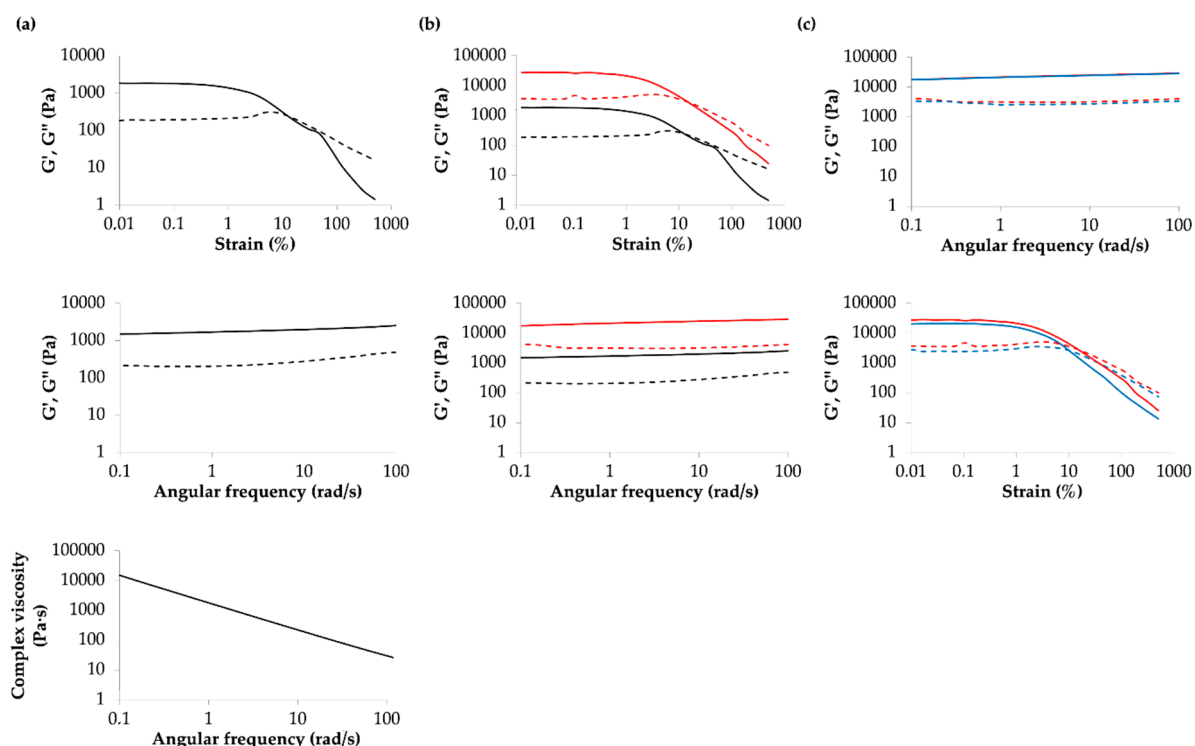 (a)
(b)
(c)
G', G" (Pa)
10000
1000
100
10
1
0.01 0.1 1 10 100 1000
Strain (%)
G', G" (Pa)
100000
10000
1000
100
10
1
0.01 0.1 1 10 100 1000
Strain (%)
G', G" (Pa)
100000
10000
1000
100
10
1
0.1 1 10 100
Angular frequency (rad/s)
G', G" (Pa)
10000
1000
100
10
1
0.1 1 10 100
Angular frequency (rad/s)
G', G" (Pa)
100000
10000
1000
100
10
1
0.1 1 10 100
Angular frequency (rad/s)
G', G" (Pa)
100000
10000
1000
100
10
1
0.01 0.1 1 10 100 1000
Strain (%)
Complex viscosity
(Pa·s)
100000
10000
1000
100
10
1
0.1 1 10 100
Angular frequency (rad/s)